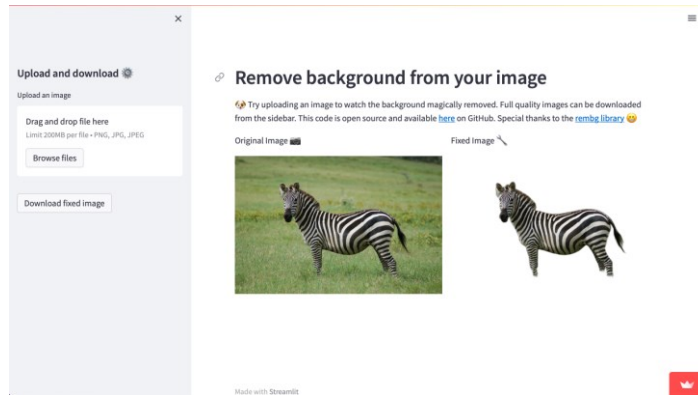 Upload and download
Upload an image
Drag and drop file here
Limit 200MB per file • PNG, JPG, JPEG
Browse files
Download fixed image
Remove background from your image
🐶 Try uploading an image to watch the background magically removed. Full quality images can be downloaded
from the sidebar. This code is open source and available here on GitHub. Special thanks to the rembg library 😁
Original Image 📷
Fixed Image 🔧
Made with Streamlit